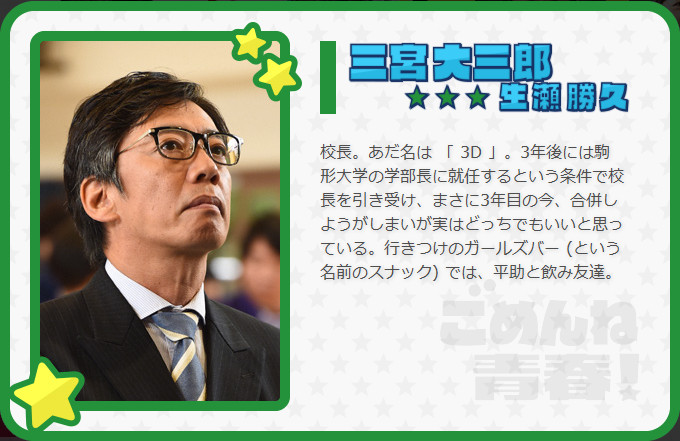 三宮大三郎
★★★生瀬勝久
校長。あだ名は 「 3D 」。3年後には駒
形大学の学部長に就任するという条件で校
長を引き受け、まさに3年目の今、合併し
ようがしまいが実はどっちでもいいと思っ
ている。行きつけのガールズバー (という
名前のスナック) では、平助と飲み友達。
ごめんね
青春!